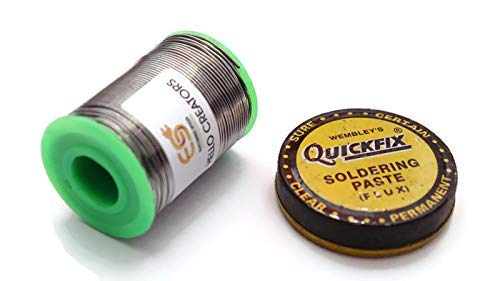 CREATORS
WEMBLEY'S
QUICKFIX ®
SOLDERING
PASTE
(FLUX)
SURE
CERTAIN
CLEAR
PERMANENT